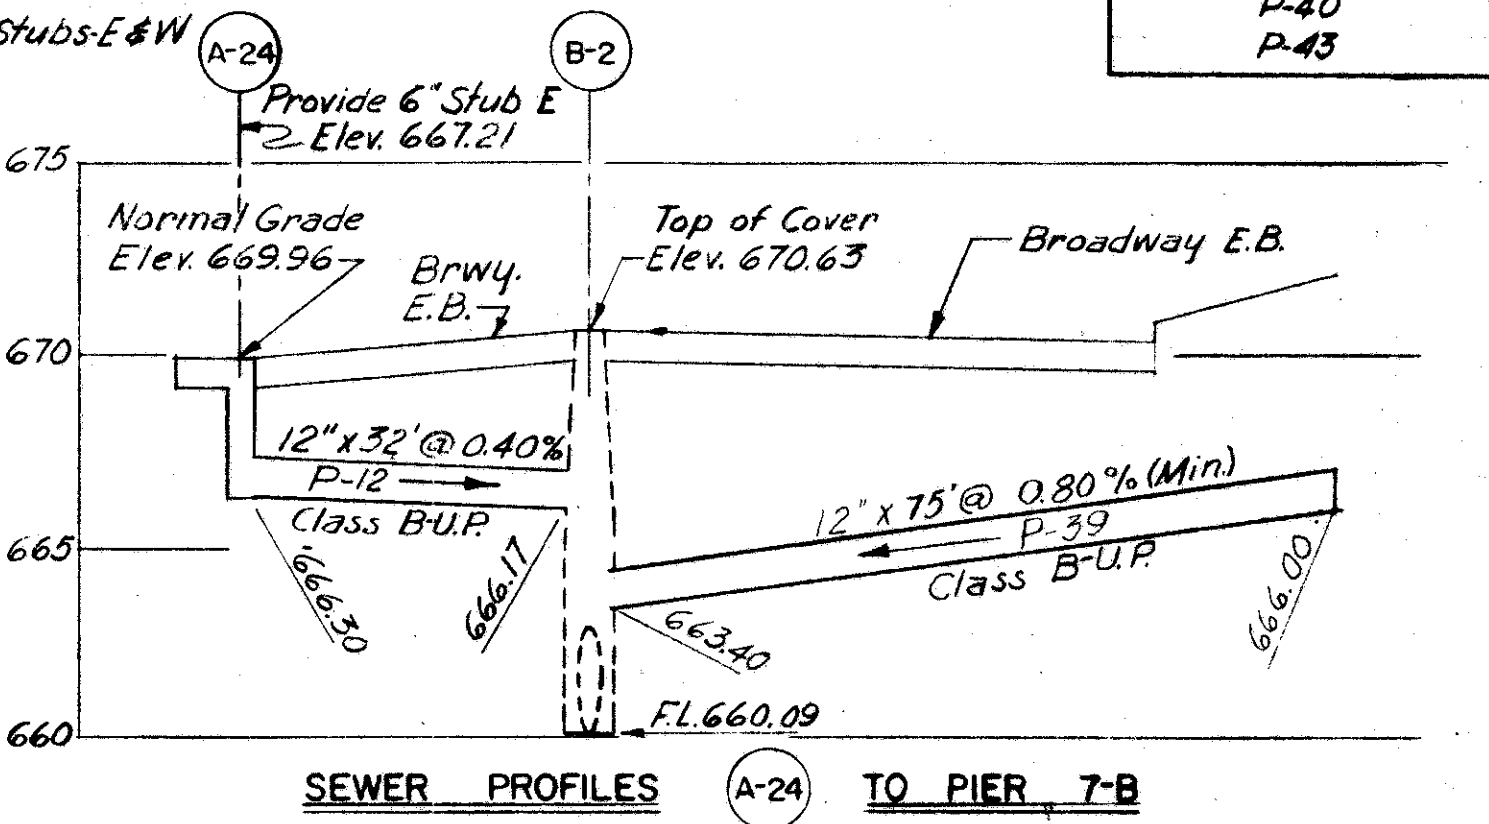 Stubs-E & W
A-24
B-2
P-40
P-43
Provide 6" Stub E
Elev. 667.21
675
Normal Grade
Elev. 669.96
Brwy.
E.B.
Top of Cover
Elev. 670.63
Broadway E.B.
670
12" x 32' @ 0.40%
P-12
Class B-U.P.
12" x 75' @ 0.80% (Min.)
P-39
Class B-U.P.
665
666.30
666.17
663.40
666.00
F.L. 660.09
660
SEWER PROFILES A-24 TO PIER 7-B